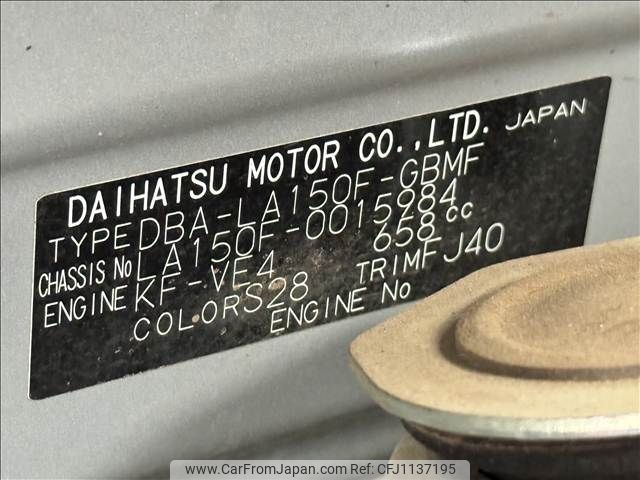 DAIHATSU MOTOR CO.,LTD. JAPAN
TYPE DBA-LA150F-GBMF
CHASSIS No LA150F-0015984
ENGINE KF-VE4 658 cc
COLOR S28 TRIM FJ40
ENGINE No
www.CarFromJapan.com CFJ1137195